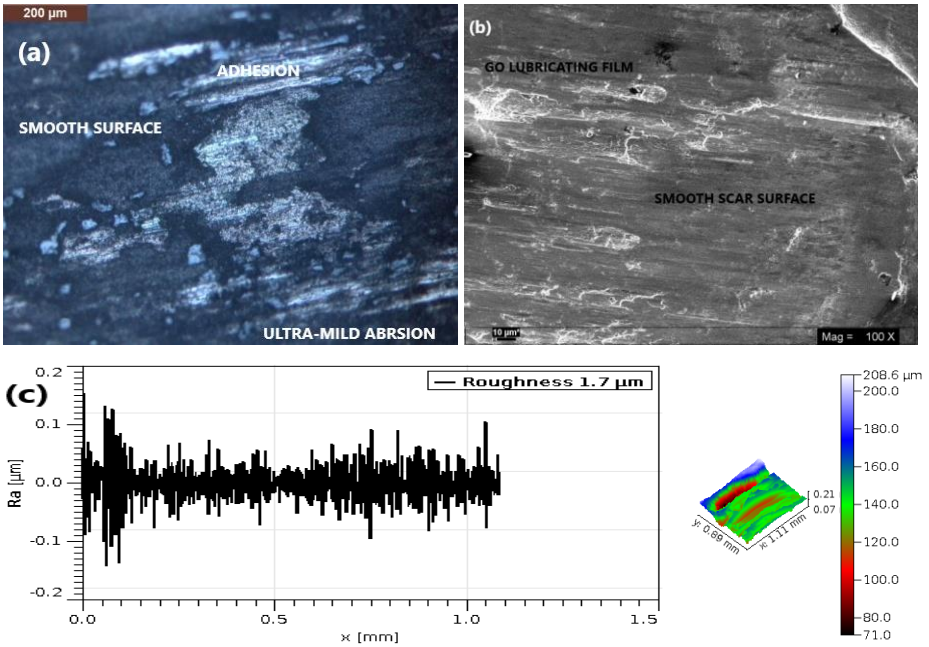 200 µm
(a)
ADHESION
SMOOTH SURFACE
ULTRA-MILD ABRSION
(b)
GO LUBRICATING FILM
SMOOTH SCAR SURFACE
10 µm*
Mag = 100 X
(c)
Roughness 1.7 µm
0.2
0.1
0.0
-0.1
-0.2
Ra [µm]
0.0 0.5 1.0 1.5
x [mm]
y: 0.89 mm
x: 1.11 mm
0.21
0.07
208.6 µm
200.0
180.0
160.0
140.0
120.0
100.0
80.0
71.0